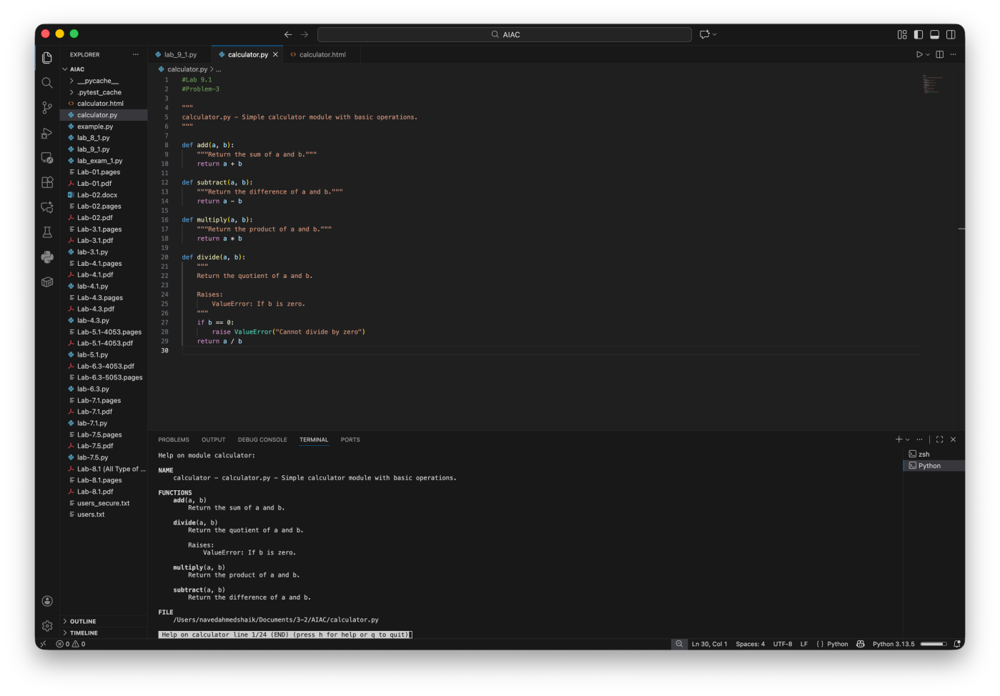 AIAC
EXPLORER
AIAC
__pycache__
.pytest_cache
calculator.html
calculator.py
example.py
lab_8_1.py
lab_9_1.py
lab_exam_1.py
Lab-01.pages
Lab-01.pdf
Lab-02.docx
Lab-02.pages
Lab-02.pdf
Lab-3.1.pages
Lab-3.1.pdf
lab-3.1.py
Lab-4.1.pages
Lab-4.1.pdf
lab-4.1.py
Lab-4.3.pages
Lab-4.3.pdf
lab-4.3.py
Lab-5.1-4053.pages
Lab-5.1-4053.pdf
lab-5.1.py
Lab-6.3-4053.pdf
Lab-6.3-5053.pages
lab-6.3.py
Lab-7.1.pages
Lab-7.1.pdf
lab-7.1.py
Lab-7.5.pages
Lab-7.5.pdf
lab-7.5.py
Lab-8.1 (All Type of ...
Lab-8.1.pages
Lab-8.1.pdf
users_secure.txt
users.txt
OUTLINE
TIMELINE
lab_9_1.py calculator.py calculator.html
calculator.py > ...
1 #Lab 9.1
2 #Problem-3
3
4 """
5 calculator.py - Simple calculator module with basic operations.
6 """
7
8 def add(a, b):
9 """Return the sum of a and b."""
10 return a + b
11
12 def subtract(a, b):
13 """Return the difference of a and b."""
14 return a - b
15
16 def multiply(a, b):
17 """Return the product of a and b."""
18 return a * b
19
20 def divide(a, b):
21 """
22 Return the quotient of a and b.
23
24 Raises:
25 ValueError: If b is zero.
26 """
27 if b == 0:
28 raise ValueError("Cannot divide by zero")
29 return a / b
30
PROBLEMS OUTPUT DEBUG CONSOLE TERMINAL PORTS
Help on module calculator:
NAME
calculator - calculator.py - Simple calculator module with basic operations.
FUNCTIONS
add(a, b)
Return the sum of a and b.
divide(a, b)
Return the quotient of a and b.
Raises:
ValueError: If b is zero.
multiply(a, b)
Return the product of a and b.
subtract(a, b)
Return the difference of a and b.
FILE
/Users/navedahmedshaik/Documents/3-2/AIAC/calculator.py
Help on calculator line 1/24 (END) (press h for help or q to quit)
zsh
Python
0 0
Ln 30, Col 1 Spaces: 4 UTF-8 LF { } Python Python 3.13.5